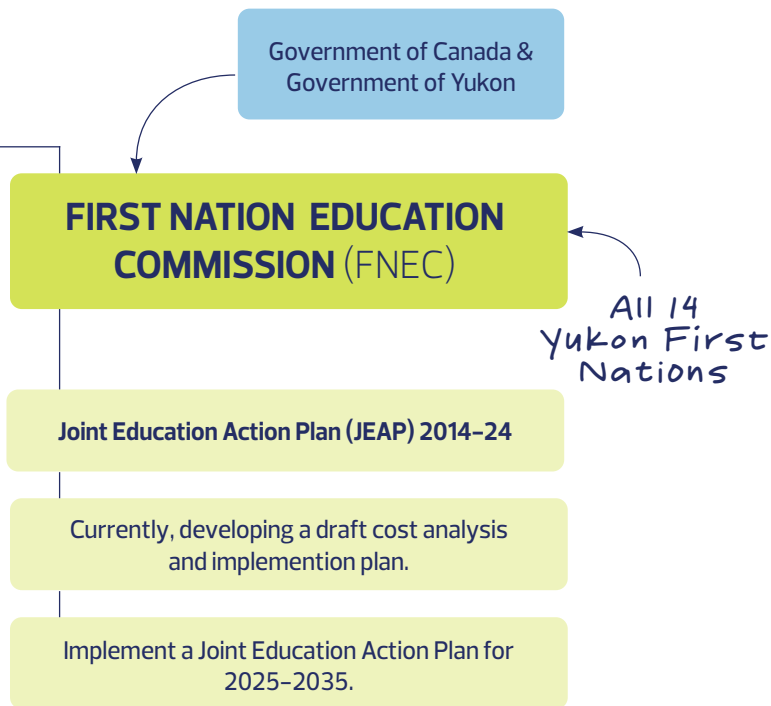 Government of Canada &
Government of Yukon
FIRST NATION EDUCATION
COMMISSION (FNEC)
All 14
Yukon First
Nations
Joint Education Action Plan (JEAP) 2014–24
Currently, developing a draft cost analysis
and implemention plan.
Implement a Joint Education Action Plan for
2025–2035.